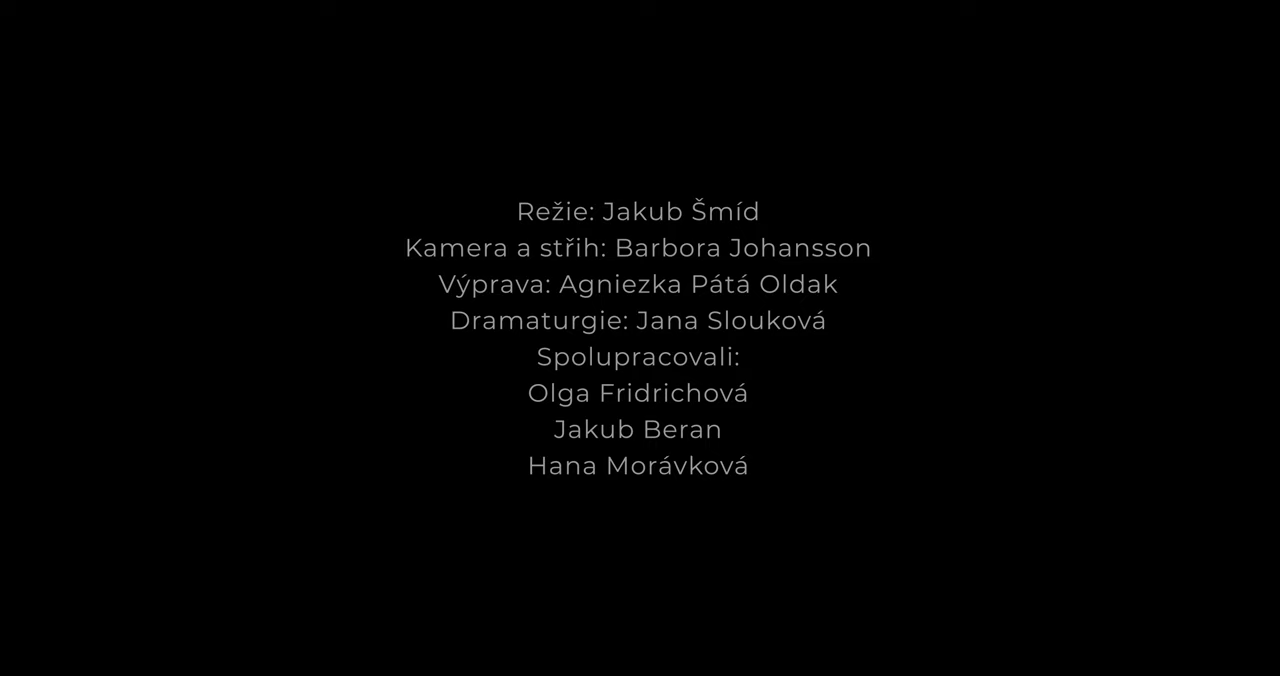 Režie: Jakub Šmíd
Kamera a střih: Barbora Johansson
Výprava: Agniezka Pátá Oldak
Dramaturgie: Jana Slouková
Spolupracovali:
Olga Fridrichová
Jakub Beran
Hana Morávková